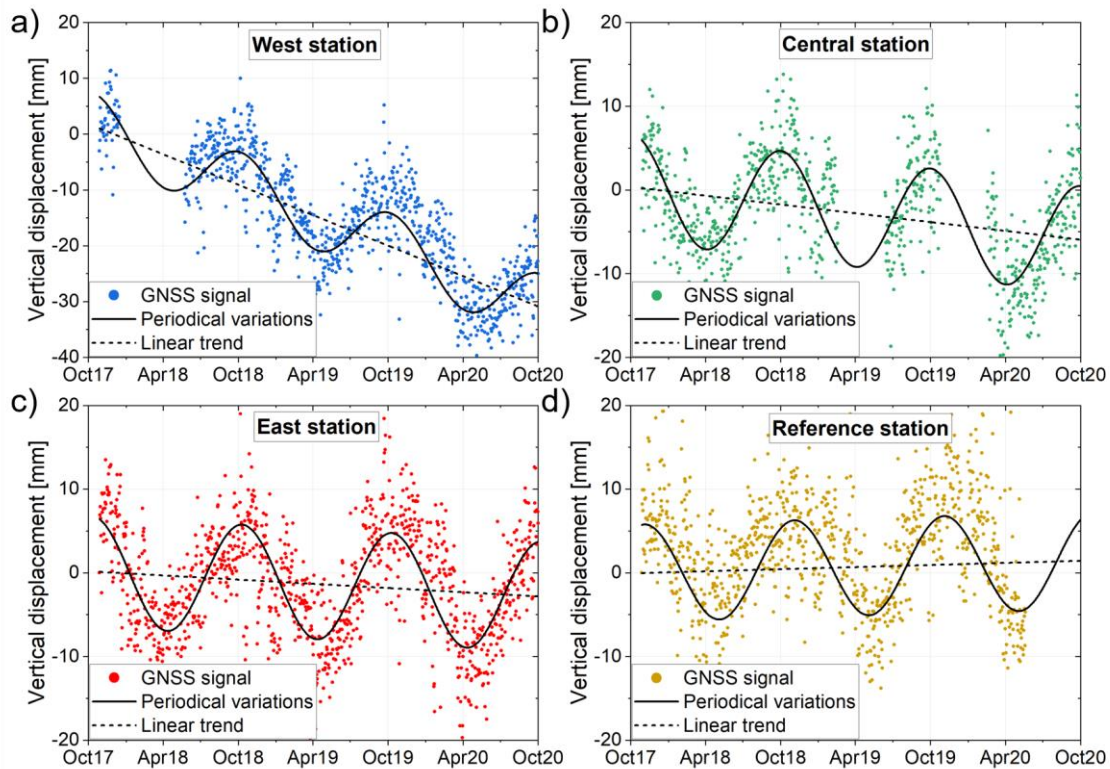 a)
West station
Vertical displacement [mm]
20
10
0
-10
-20
-30
-40
GNSS signal
Periodical variations
Linear trend
Oct17 Apr18 Oct18 Apr19 Oct19 Apr20 Oct20
b)
Central station
Vertical displacement [mm]
20
10
0
-10
-20
GNSS signal
Periodical variations
Linear trend
Oct17 Apr18 Oct18 Apr19 Oct19 Apr20 Oct20
c)
East station
Vertical displacement [mm]
20
10
0
-10
-20
GNSS signal
Periodical variations
Linear trend
Oct17 Apr18 Oct18 Apr19 Oct19 Apr20 Oct20
d)
Reference station
Vertical displacement [mm]
20
10
0
-10
-20
GNSS signal
Periodical variations
Linear trend
Oct17 Apr18 Oct18 Apr19 Oct19 Apr20 Oct20